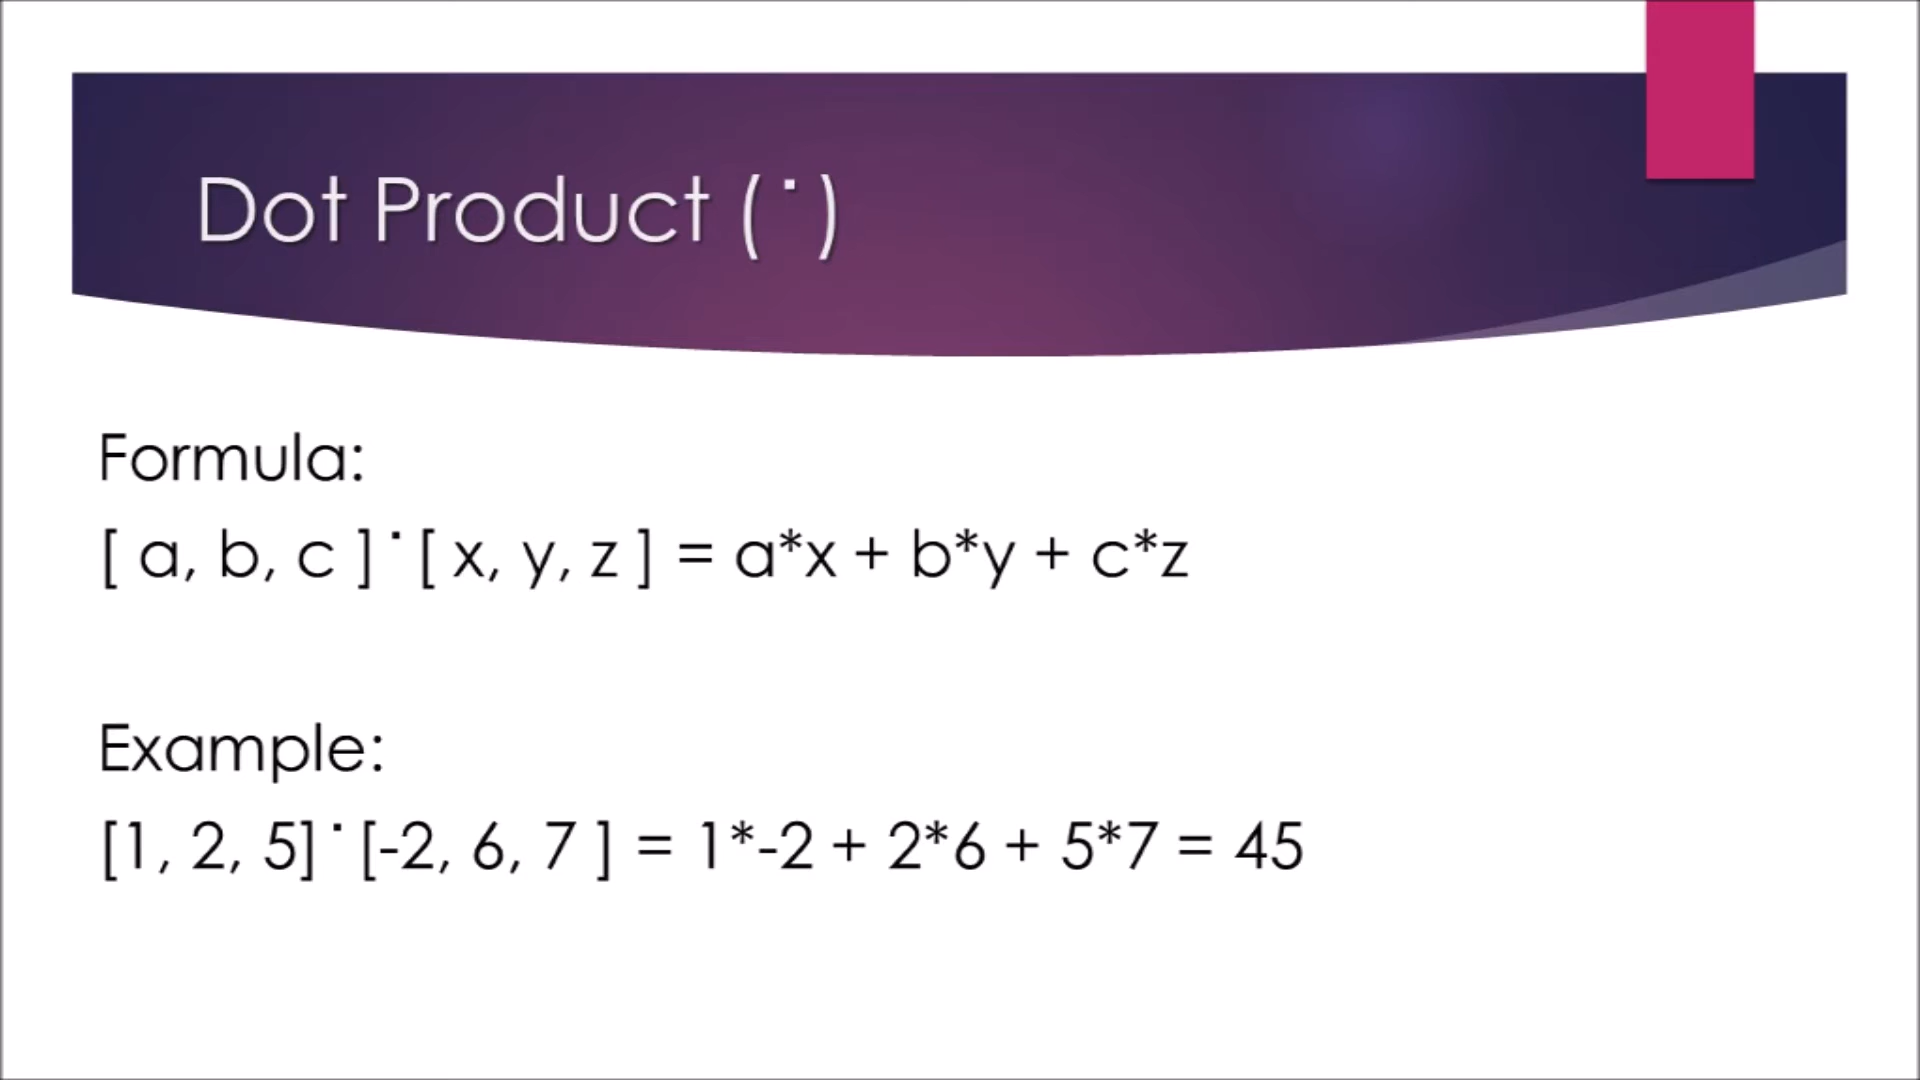 Dot Product (˙)
Formula:
[ a, b, c ]˙[ x, y, z ] = a*x + b*y + c*z
Example:
[1, 2, 5]˙[-2, 6, 7 ] = 1*-2 + 2*6 + 5*7 = 45